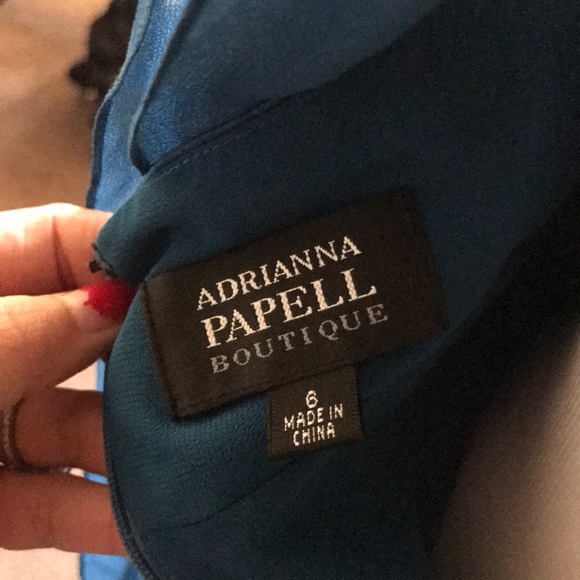 ADRIANNA
PAPELL
BOUTIQUE
6
MADE IN
CHINA